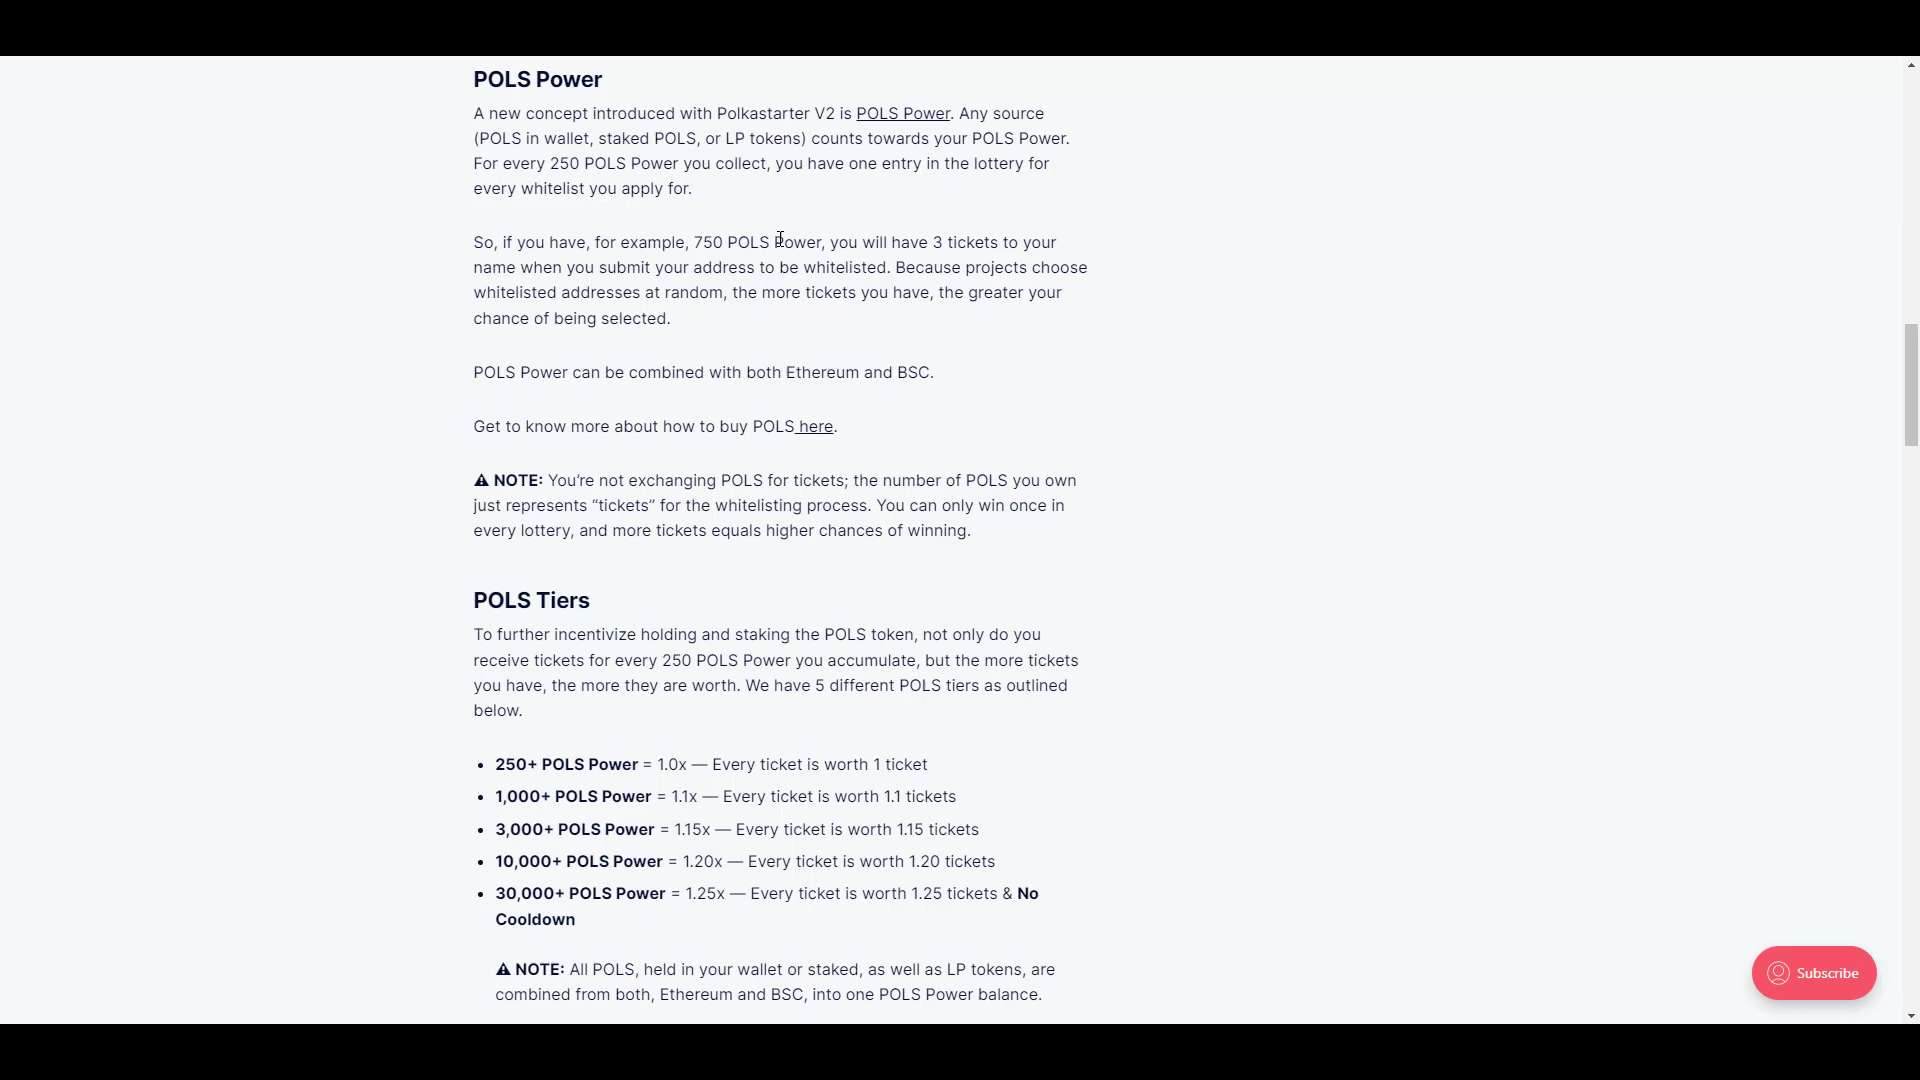 POLS Power
A new concept introduced with Polkastarter V2 is POLS Power. Any source
(POLS in wallet, staked POLS, or LP tokens) counts towards your POLS Power.
For every 250 POLS Power you collect, you have one entry in the lottery for
every whitelist you apply for.
So, if you have, for example, 750 POLS Power, you will have 3 tickets to your
name when you submit your address to be whitelisted. Because projects choose
whitelisted addresses at random, the more tickets you have, the greater your
chance of being selected.
POLS Power can be combined with both Ethereum and BSC.
Get to know more about how to buy POLS here.
⚠ NOTE: You’re not exchanging POLS for tickets; the number of POLS you own
just represents “tickets” for the whitelisting process. You can only win once in
every lottery, and more tickets equals higher chances of winning.
POLS Tiers
To further incentivize holding and staking the POLS token, not only do you
receive tickets for every 250 POLS Power you accumulate, but the more tickets
you have, the more they are worth. We have 5 different POLS tiers as outlined
below.
• 250+ POLS Power = 1.0x — Every ticket is worth 1 ticket
• 1,000+ POLS Power = 1.1x — Every ticket is worth 1.1 tickets
• 3,000+ POLS Power = 1.15x — Every ticket is worth 1.15 tickets
• 10,000+ POLS Power = 1.20x — Every ticket is worth 1.20 tickets
• 30,000+ POLS Power = 1.25x — Every ticket is worth 1.25 tickets & No
Cooldown
⚠ NOTE: All POLS, held in your wallet or staked, as well as LP tokens, are
combined from both, Ethereum and BSC, into one POLS Power balance.
Subscribe